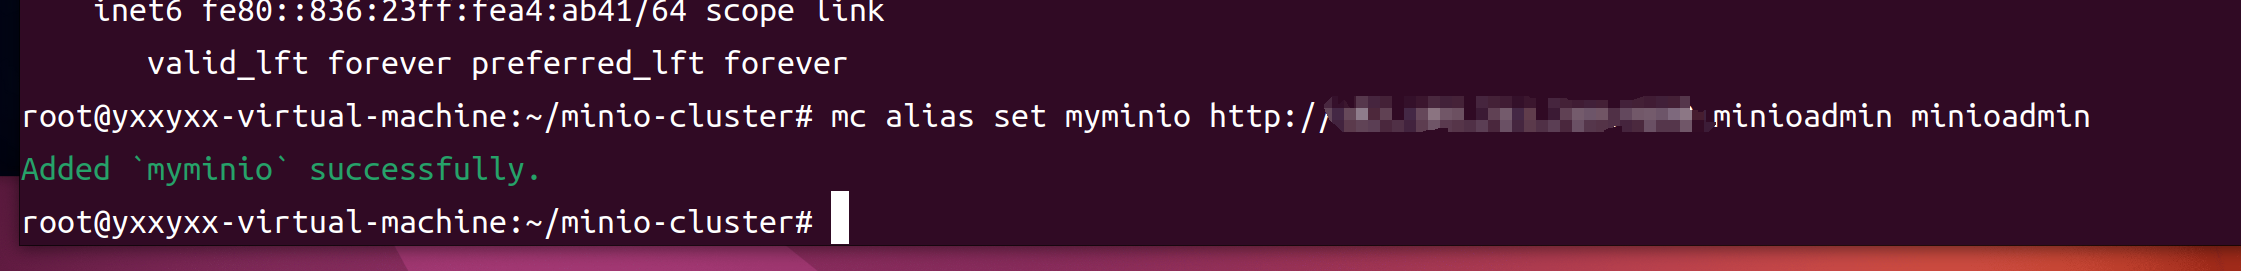 inet6 fe80::836:23ff:fea4:ab41/64 scope link
valid_lft forever preferred_lft forever
root@yxxyxx-virtual-machine:~/minio-cluster# mc alias set myminio http:// minioadmin minioadmin
Added `myminio` successfully.
root@yxxyxx-virtual-machine:~/minio-cluster#